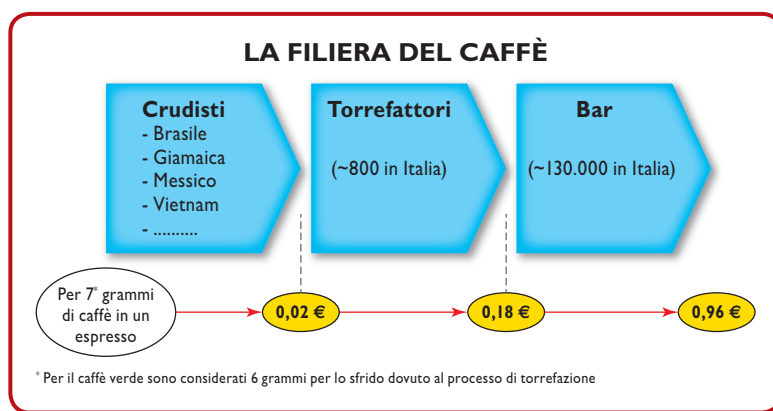 LA FILIERA DEL CAFFÈ
Crudisti
- Brasile
- Giamaica
- Messico
- Vietnam
- ..........
Torrefattori
(~800 in Italia)
Bar
(~130.000 in Italia)
Per 7* grammi
di caffè in un
espresso
0,02 €
0,18 €
0,96 €
* Per il caffè verde sono considerati 6 grammi per lo sfrido dovuto al processo di torrefazione